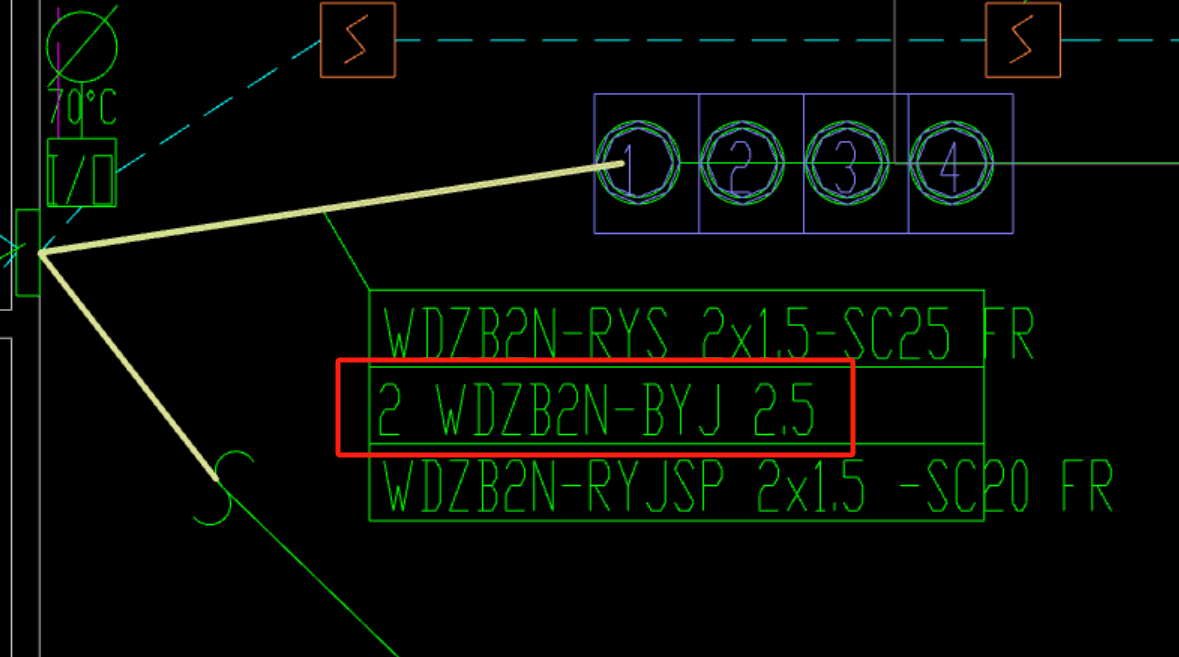 S
S
70°C
I/O
1 2 3 4
WDZB2N-RYS 2x1.5-SC25 FR
2 WDZB2N-BYJ 2.5
WDZB2N-RYJSP 2x1.5 -SC20 FR